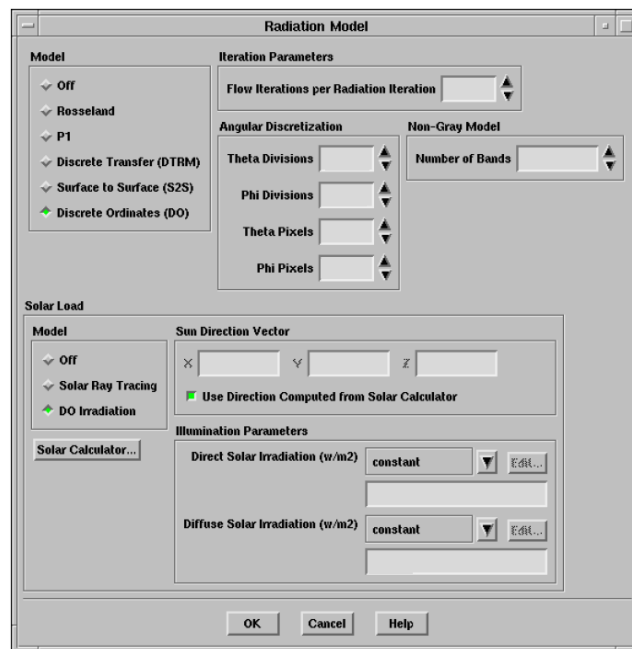 Radiation Model
Model
Off
Rosseland
P1
Discrete Transfer (DTRM)
Surface to Surface (S2S)
Discrete Ordinates (DO)
Iteration Parameters
Flow Iterations per Radiation Iteration
Angular Discretization
Theta Divisions
Phi Divisions
Theta Pixels
Phi Pixels
Non-Gray Model
Number of Bands
Solar Load
Model
Off
Solar Ray Tracing
DO Irradiation
Solar Calculator...
Sun Direction Vector
X Y Z
Use Direction Computed from Solar Calculator
Illumination Parameters
Direct Solar Irradiation (w/m2) constant Edit...
Diffuse Solar Irradiation (w/m2) constant Edit...
OK Cancel Help